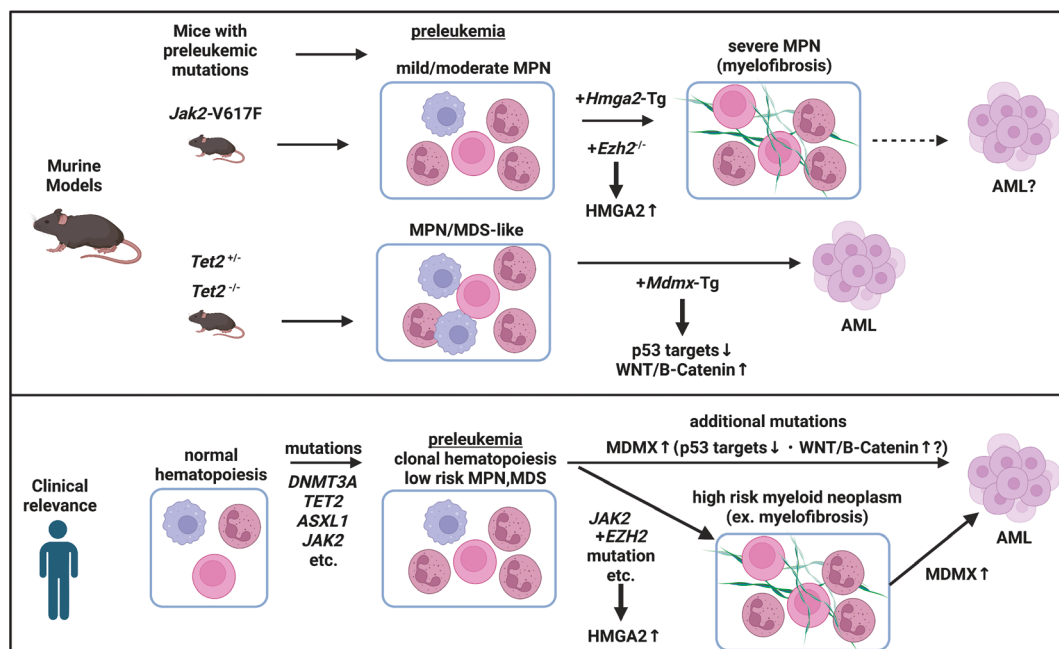 Mice with
preleukemic
mutations
preleukemia
mild/moderate MPN
severe MPN
(myelofibrosis)
Jak2-V617F
+Hmga2-Tg
+Ezh2-/-
HMGA2↑
AML?
Murine
Models
MPN/MDS-like
Tet2 +/-
Tet2 -/-
+Mdmx-Tg
AML
p53 targets↓
WNT/B-Catenin↑
Clinical
relevance
normal
hematopoiesis
mutations
DNMT3A
TET2
ASXL1
JAK2
etc.
preleukemia
clonal hematopoiesis
low risk MPN,MDS
additional mutations
MDMX↑(p53 targets↓ · WNT/B-Catenin↑?)
JAK2
+EZH2
mutation
etc.
HMGA2↑
high risk myeloid neoplasm
(ex. myelofibrosis)
MDMX↑
AML